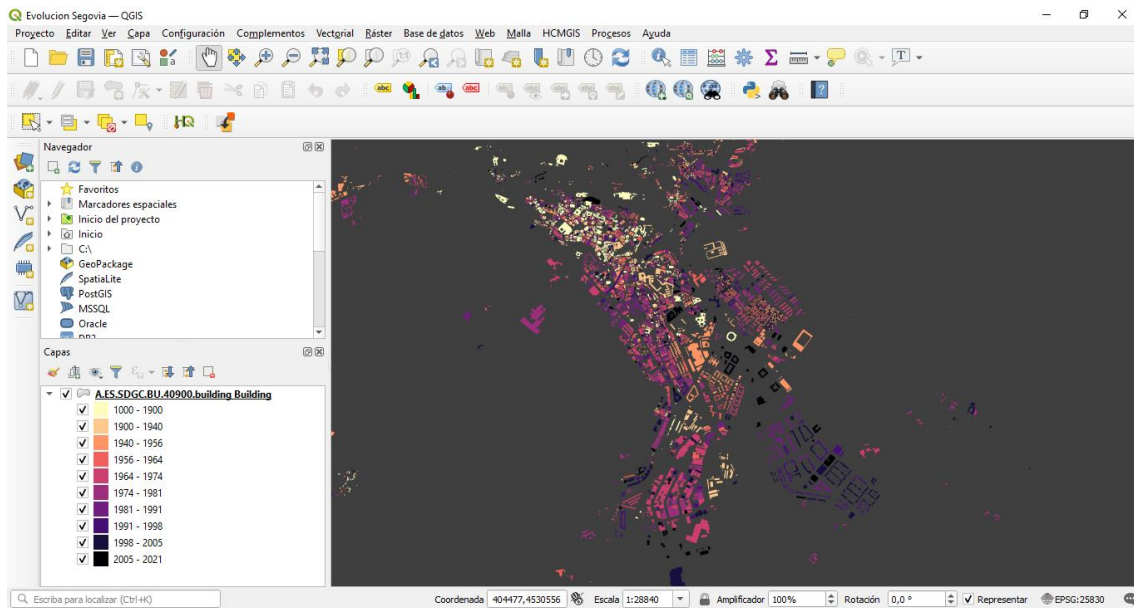 Evolucion Segovia — QGIS
Proyecto Editar Ver Capa Configuración Complementos Vectorial Ráster Base de datos Web Malla HCMGIS Procesos Ayuda
Navegador
Favoritos
Marcadores espaciales
Inicio del proyecto
Inicio
C:\
GeoPackage
SpatiaLite
PostGIS
MSSQL
Oracle
DB2
Capas
A.ES.SDGC.BU.40900.building Building
1000 - 1900
1900 - 1940
1940 - 1956
1956 - 1964
1964 - 1974
1974 - 1981
1981 - 1991
1991 - 1998
1998 - 2005
2005 - 2021
Escriba para localizar (Ctrl+K) Coordenada 404477,4530556 Escala 1:28840 Amplificador 100% Rotación 0,0 ° Representar EPSG:25830